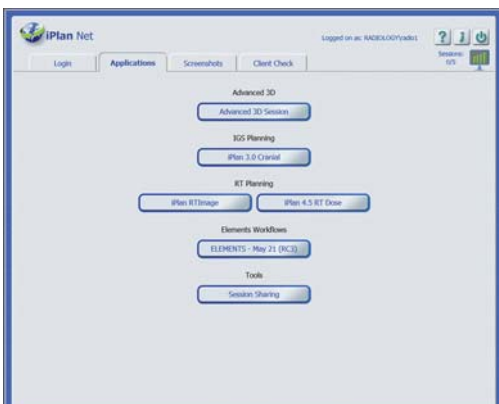 iPlan Net
Logged on as: RADIOLOGY\rado1
? i
Sessions:
0/5
Login Applications Screenshots Client Check
Advanced 3D
Advanced 3D Session
IGS Planning
iPlan 3.0 Cranial
RT Planning
iPlan RTImage iPlan 4.5 RT Dose
Elements Workflows
ELEMENTS - May 21 (RC3)
Tools
Session Sharing